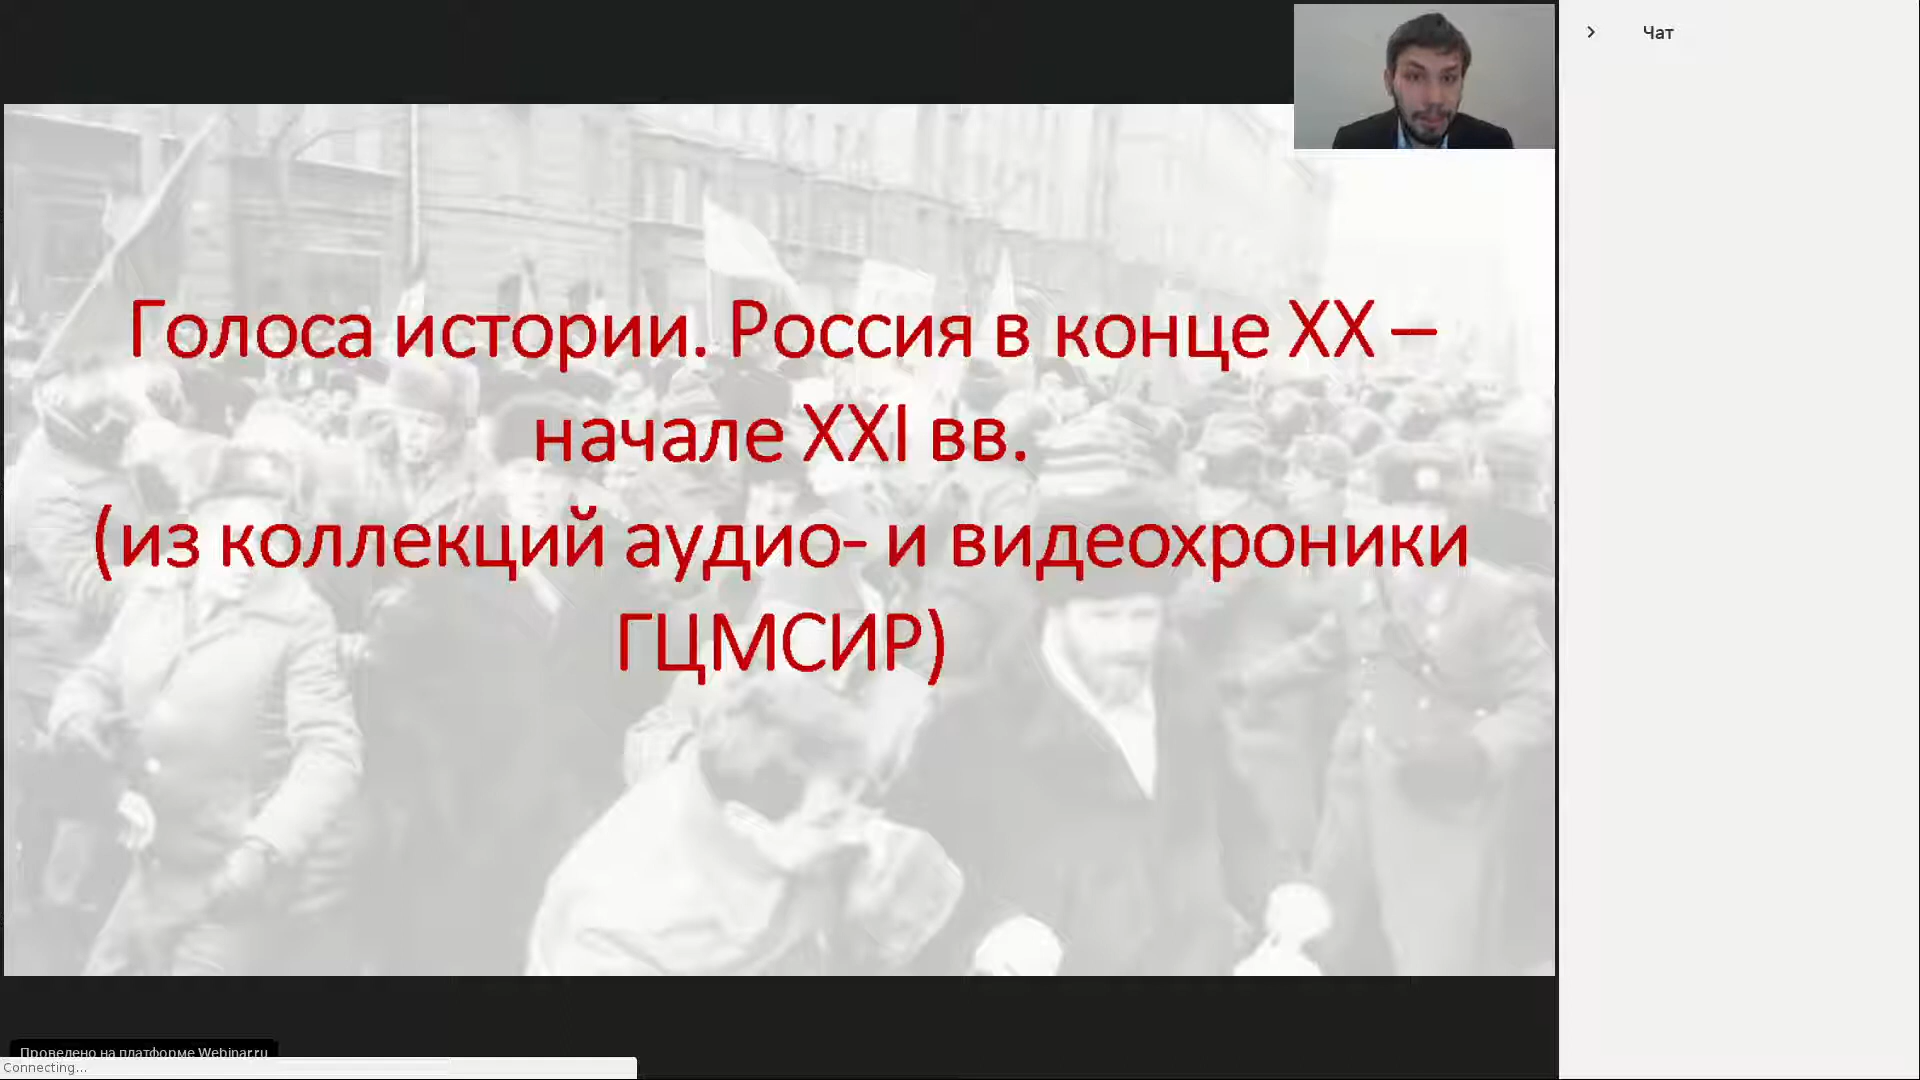 Чат
Голоса истории. Россия в конце XX –
начале XXI вв.
(из коллекций аудио- и видеохроники
ГЦМСИР)
Проведено на платформе Webinar.ru
Connecting...